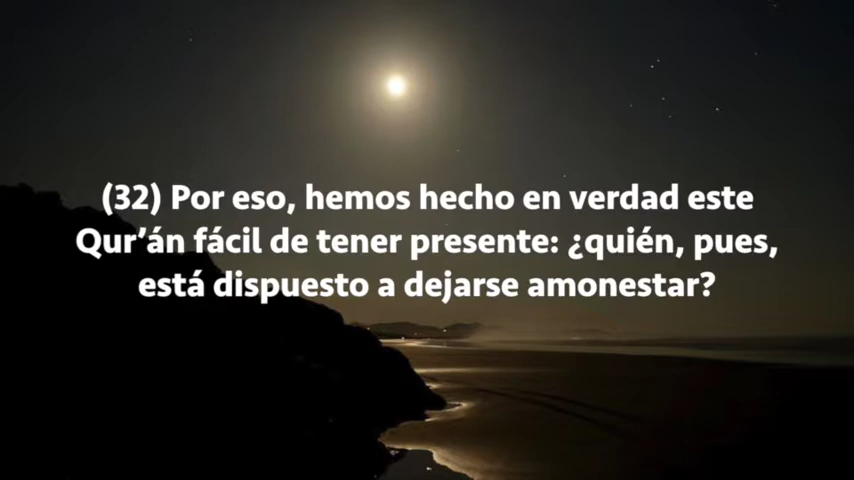 (32) Por eso, hemos hecho en verdad este
Qur’án fácil de tener presente: ¿quién, pues,
está dispuesto a dejarse amonestar?